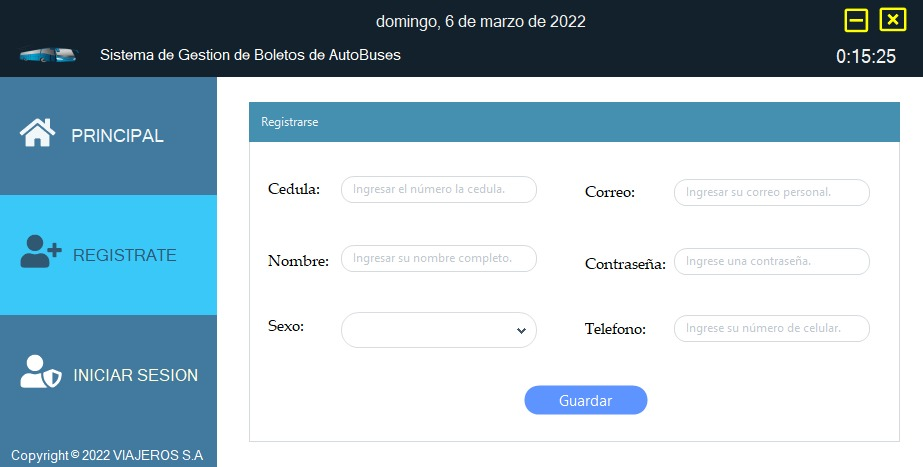 domingo, 6 de marzo de 2022
Sistema de Gestion de Boletos de AutoBuses
0:15:25
PRINCIPAL
REGISTRATE
INICIAR SESION
Copyright © 2022 VIAJEROS S.A
Registrarse
Cedula: Ingresar el número la cedula.
Correo: Ingresar su correo personal.
Nombre: Ingresar su nombre completo.
Contraseña: Ingrese una contraseña.
Sexo:
Telefono: Ingrese su número de celular.
Guardar